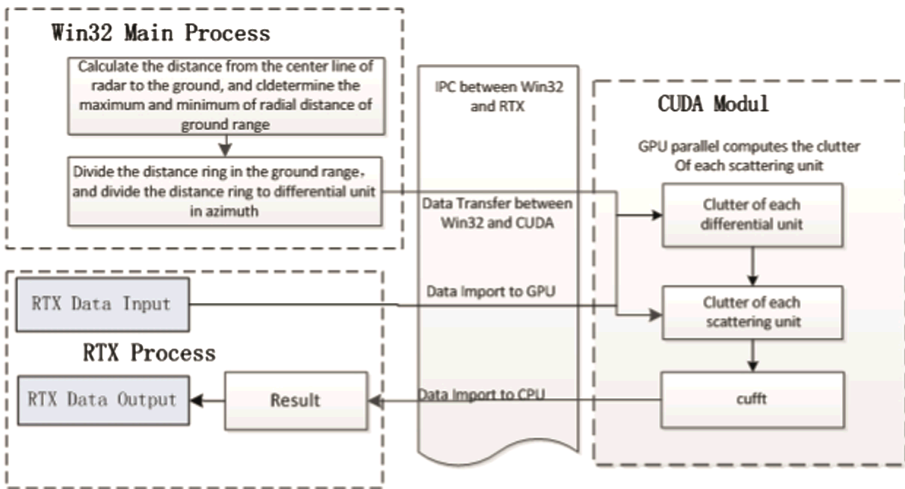 Win32 Main Process
Calculate the distance from the center line of
radar to the ground, and cldetermine the
maximum and minimum of radial distance of
ground range
Divide the distance ring in the ground range,
and divide the distance ring to differential unit
in azimuth
IPC between Win32
and RTX
Data Transfer between
Win32 and CUDA
Data Import to GPU
Data Import to CPU
CUDA Modul
GPU parallel computes the clutter
Of each scattering unit
Clutter of each
differential unit
Clutter of each
scattering unit
cufft
RTX Data Input
RTX Process
RTX Data Output
Result